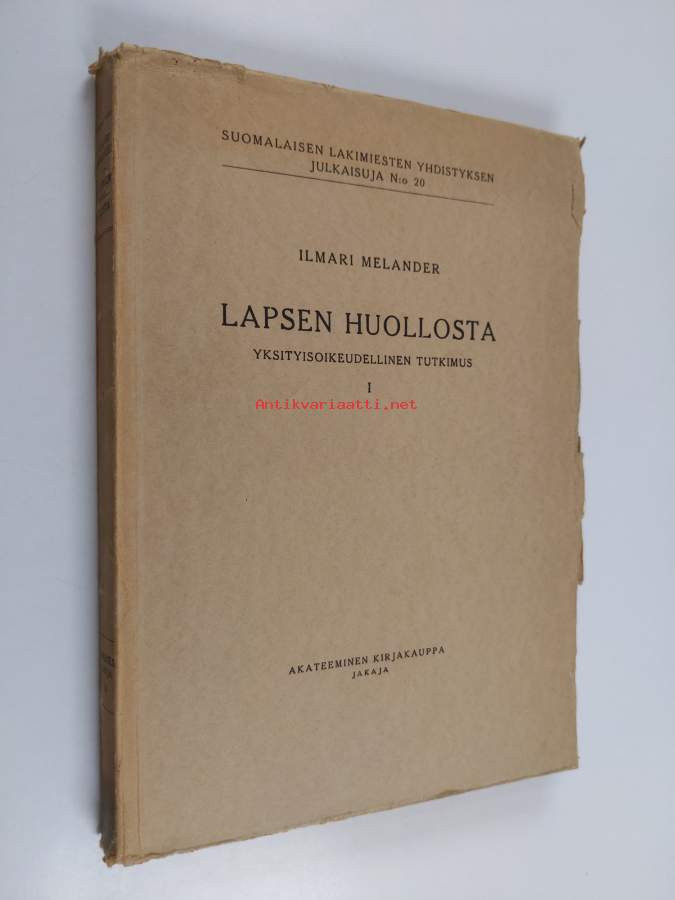 SUOMALAISEN LAKIMIESTEN YHDISTYKSEN
JULKAISUJA N:o 20
ILMARI MELANDER
LAPSEN HUOLLOSTA
YKSITYISOIKEUDELLINEN TUTKIMUS
I
Antikvariaatti.net
AKATEEMINEN KIRJAKAUPPA
JAKAJA